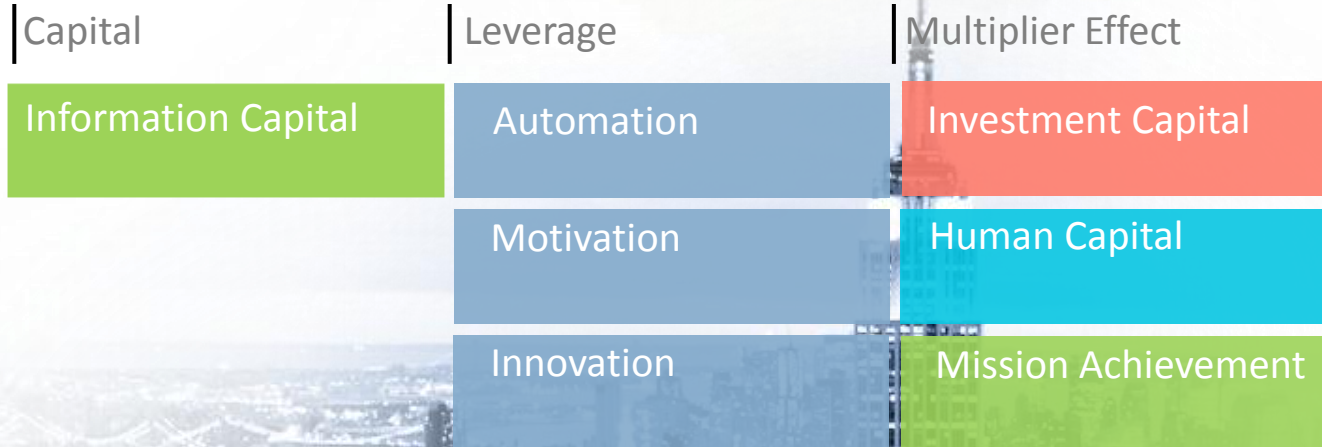 Capital
Leverage
Multiplier Effect
Information Capital
Automation
Investment Capital
Motivation
Human Capital
Innovation
Mission Achievement